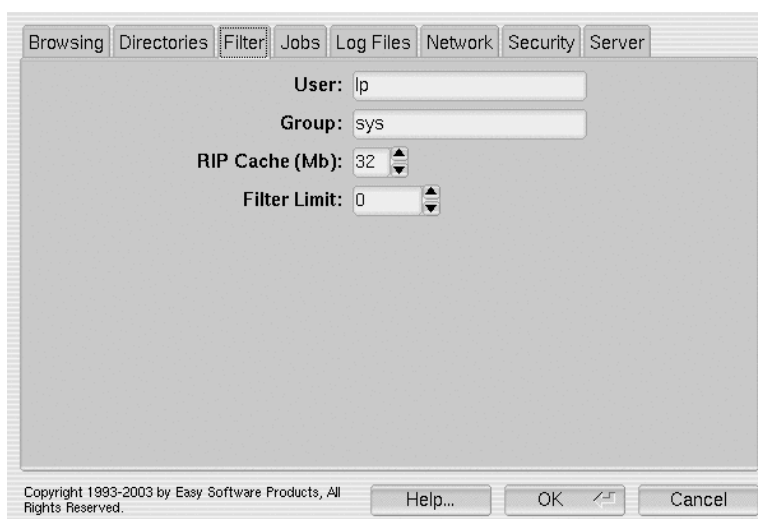 Browsing Directories Filter Jobs Log Files Network Security Server
User: lp
Group: sys
RIP Cache (Mb): 32
Filter Limit: 0
Copyright 1993-2003 by Easy Software Products, All
Rights Reserved.
Help... OK Cancel